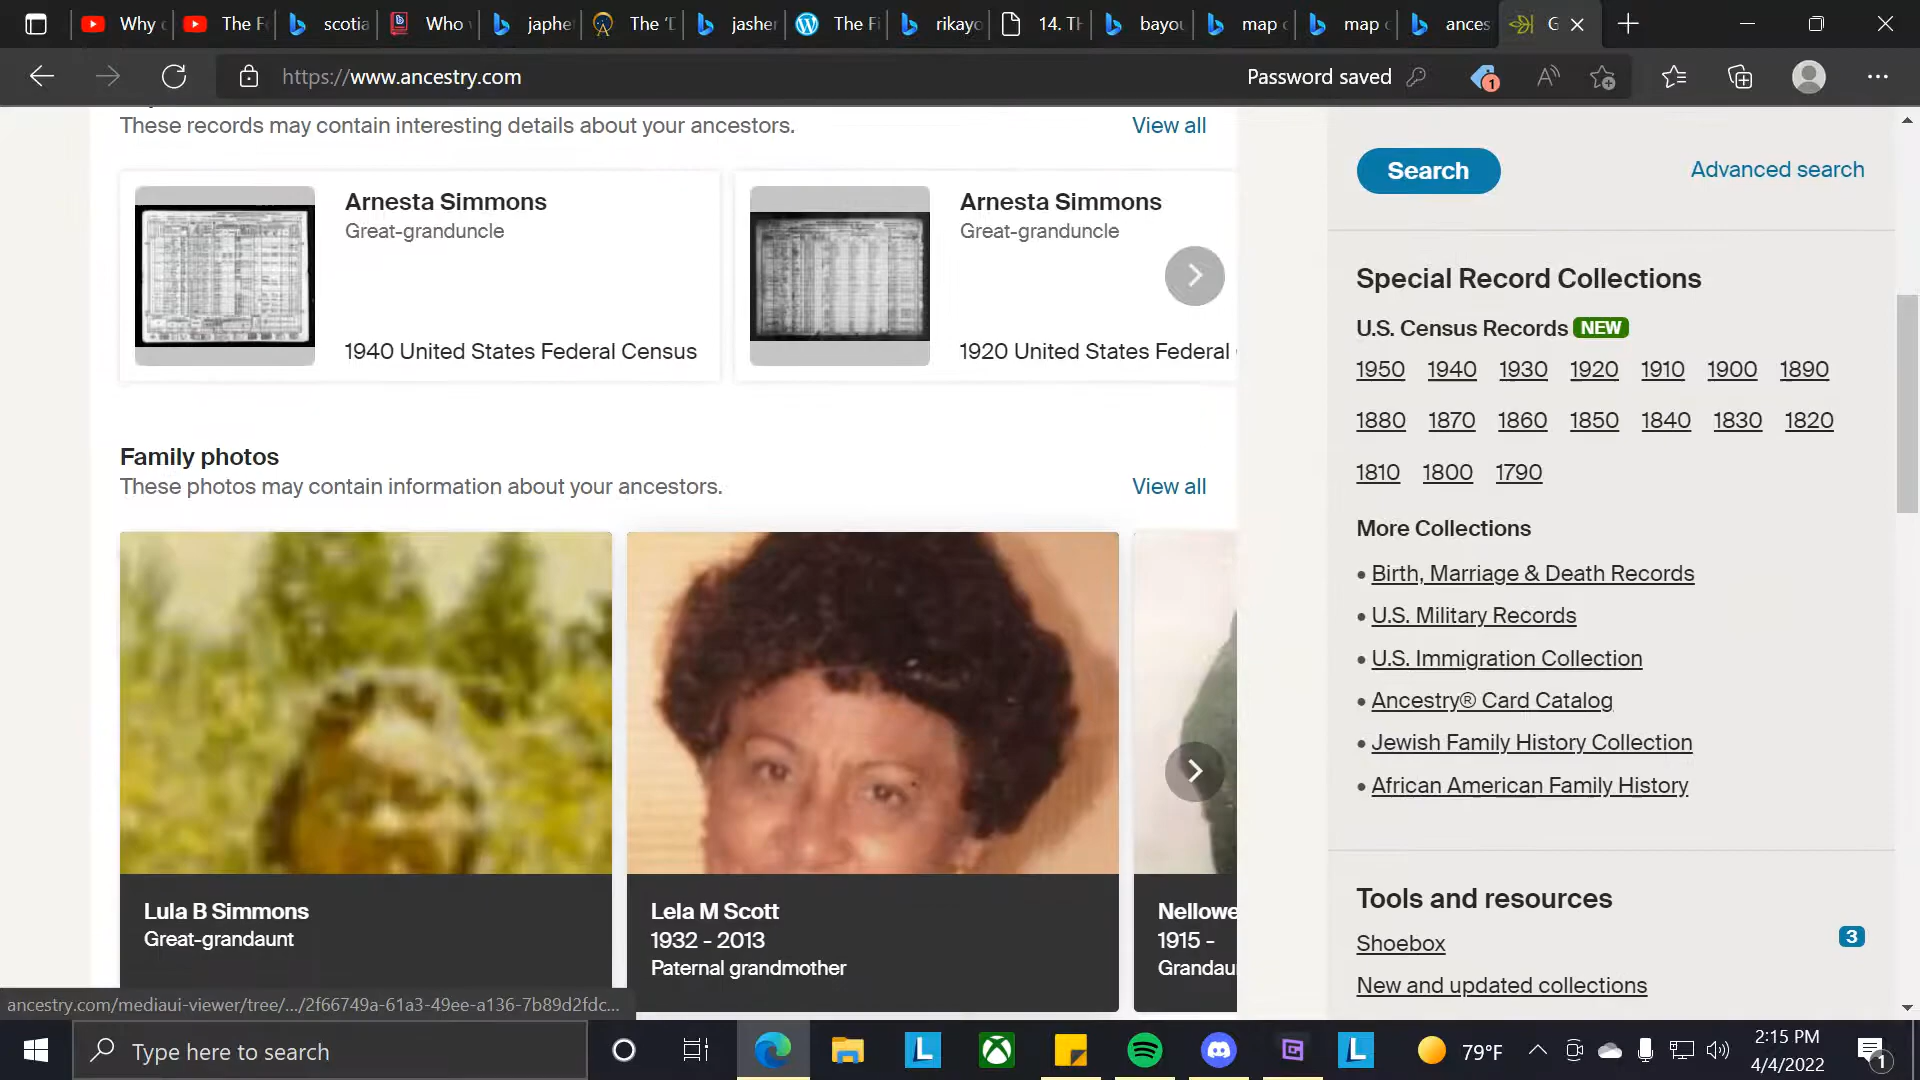 Why
The F
scotia
Who
japhe
The 'D
jasher
The Fi
rikayo
14. Th
bayou
map
map
ances
G
https://www.ancestry.com
Password saved
1
These records may contain interesting details about your ancestors.
View all
Arnesta Simmons
Great-granduncle
1940 United States Federal Census
Arnesta Simmons
Great-granduncle
1920 United States Federal
Family photos
These photos may contain information about your ancestors.
View all
Lula B Simmons
Great-grandaunt
Lela M Scott
1932 - 2013
Paternal grandmother
Nellowe
1915 -
Grandau
Search
Advanced search
Special Record Collections
U.S. Census Records NEW
1950 1940 1930 1920 1910 1900 1890
1880 1870 1860 1850 1840 1830 1820
1810 1800 1790
More Collections
• Birth, Marriage & Death Records
• U.S. Military Records
• U.S. Immigration Collection
• Ancestry® Card Catalog
• Jewish Family History Collection
• African American Family History
Tools and resources
Shoebox
3
New and updated collections
ancestry.com/mediaui-viewer/tree/.../2f66749a-61a3-49ee-a136-7b89d2fdc...
Type here to search
L
L
79°F
2:15 PM
4/4/2022
1